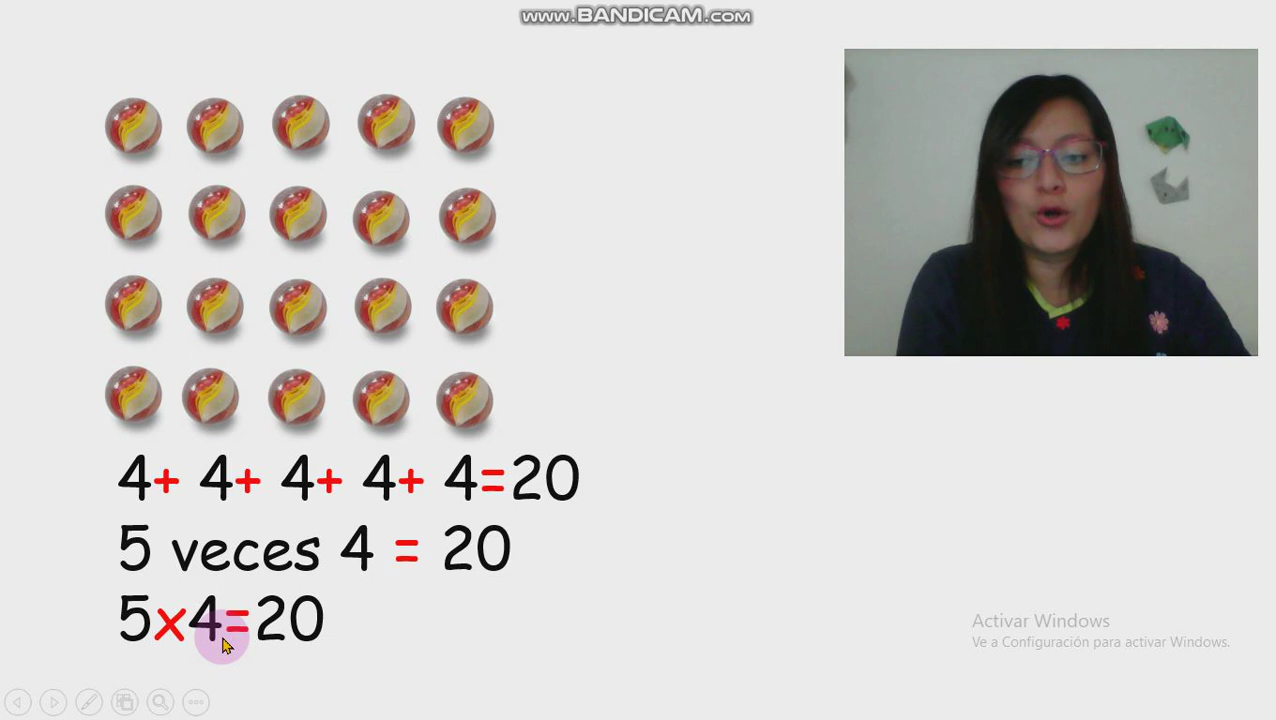 www.BANDICAM.com
4+ 4+ 4+ 4+ 4=20
5 veces 4 = 20
5x4=20
Activar Windows
Ve a Configuración para activar Windows.